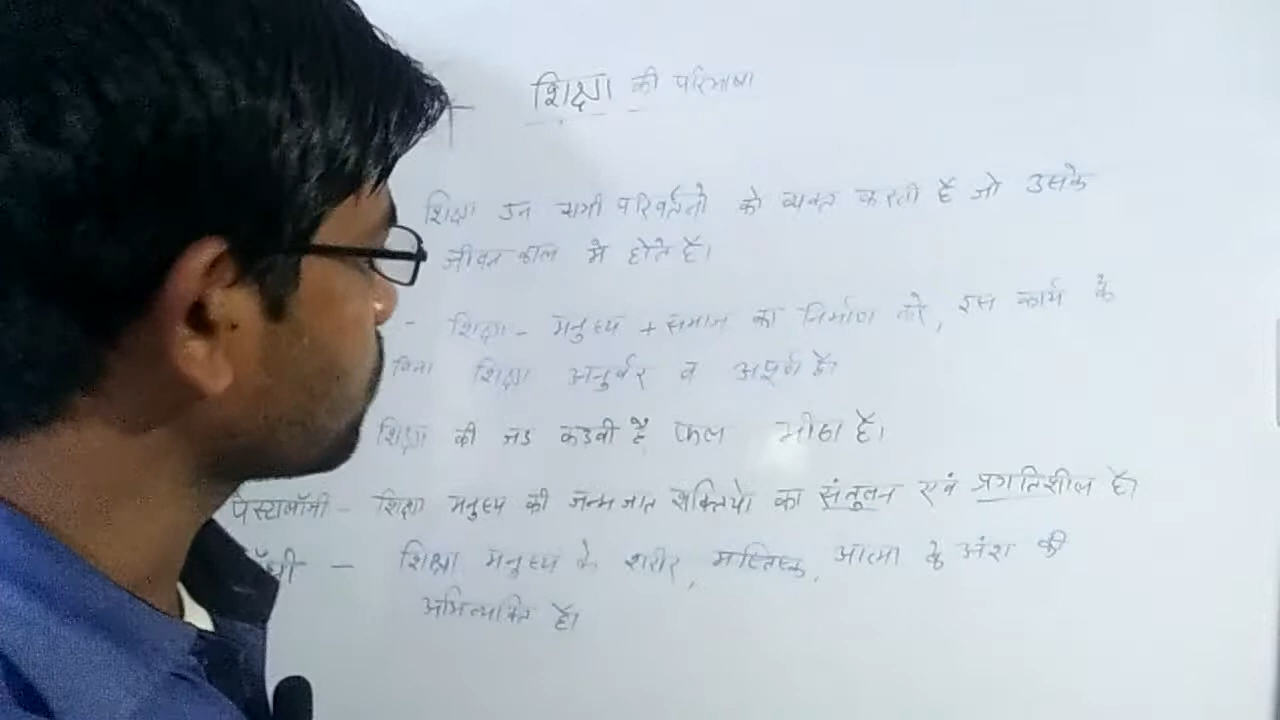 शिक्षा की परिभाषा
शिक्षा उन सभी परिवर्तनो को व्यक्त करती है जो उसके
जीवन काल मे होते है।
- शिक्षा - मनुष्य + समाज का निर्माण करे, इस कार्य के
बिना शिक्षा अनुर्वर व अपूर्ण है।
शिक्षा की जड कडवी है फल मीठा है।
पेस्टालॉजी - शिक्षा मनुष्य की जन्मजात शक्तियो का संतुलन एवं प्रगतिशील है।
- शिक्षा मनुष्य के शरीर, मस्तिष्क, आत्मा के अंश की
अभिव्यक्ति है।